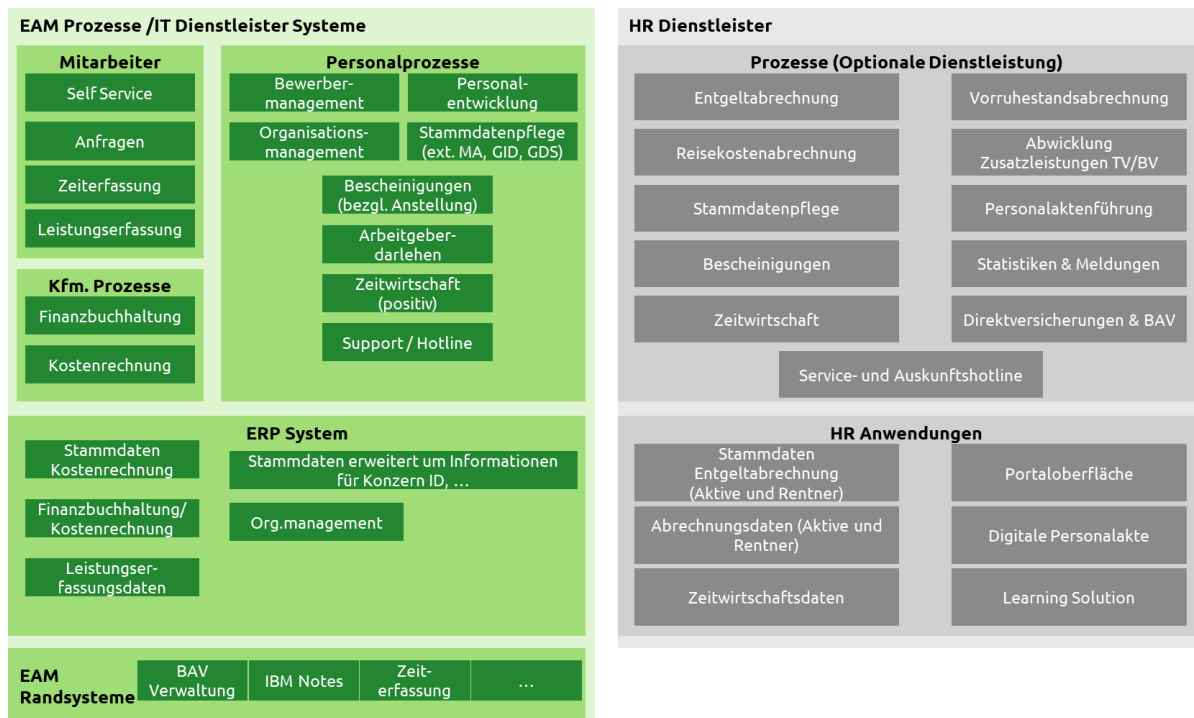 EAM Prozesse /IT Dienstleister Systeme
Mitarbeiter
Self Service
Anfragen
Zeiterfassung
Leistungserfassung
Kfm. Prozesse
Finanzbuchhaltung
Kostenrechnung
Personalprozesse
Bewerber-
management
Personal-
entwicklung
Organisations-
management
Stammdatenpflege
(ext. MA, GID, GDS)
Bescheinigungen
(bezgl. Anstellung)
Arbeitgeber-
darlehen
Zeitwirtschaft
(positiv)
Support / Hotline
ERP System
Stammdaten
Kostenrechnung
Finanzbuchhaltung/
Kostenrechnung
Leistungser-
fassungsdaten
Stammdaten erweitert um Informationen
für Konzern ID, …
Org.management
EAM
Randsysteme
BAV
Verwaltung
IBM Notes
Zeit-
erfassung
…
HR Dienstleister
Prozesse (Optionale Dienstleistung)
Entgeltabrechnung
Vorruhestandsabrechnung
Reisekostenabrechnung
Abwicklung
Zusatzleistungen TV/BV
Stammdatenpflege
Personalaktenführung
Bescheinigungen
Statistiken & Meldungen
Zeitwirtschaft
Direktversicherungen & BAV
Service- und Auskunftshotline
HR Anwendungen
Stammdaten
Entgeltabrechnung
(Aktive und Rentner)
Portaloberfläche
Abrechnungsdaten (Aktive und
Rentner)
Digitale Personalakte
Zeitwirtschaftsdaten
Learning Solution